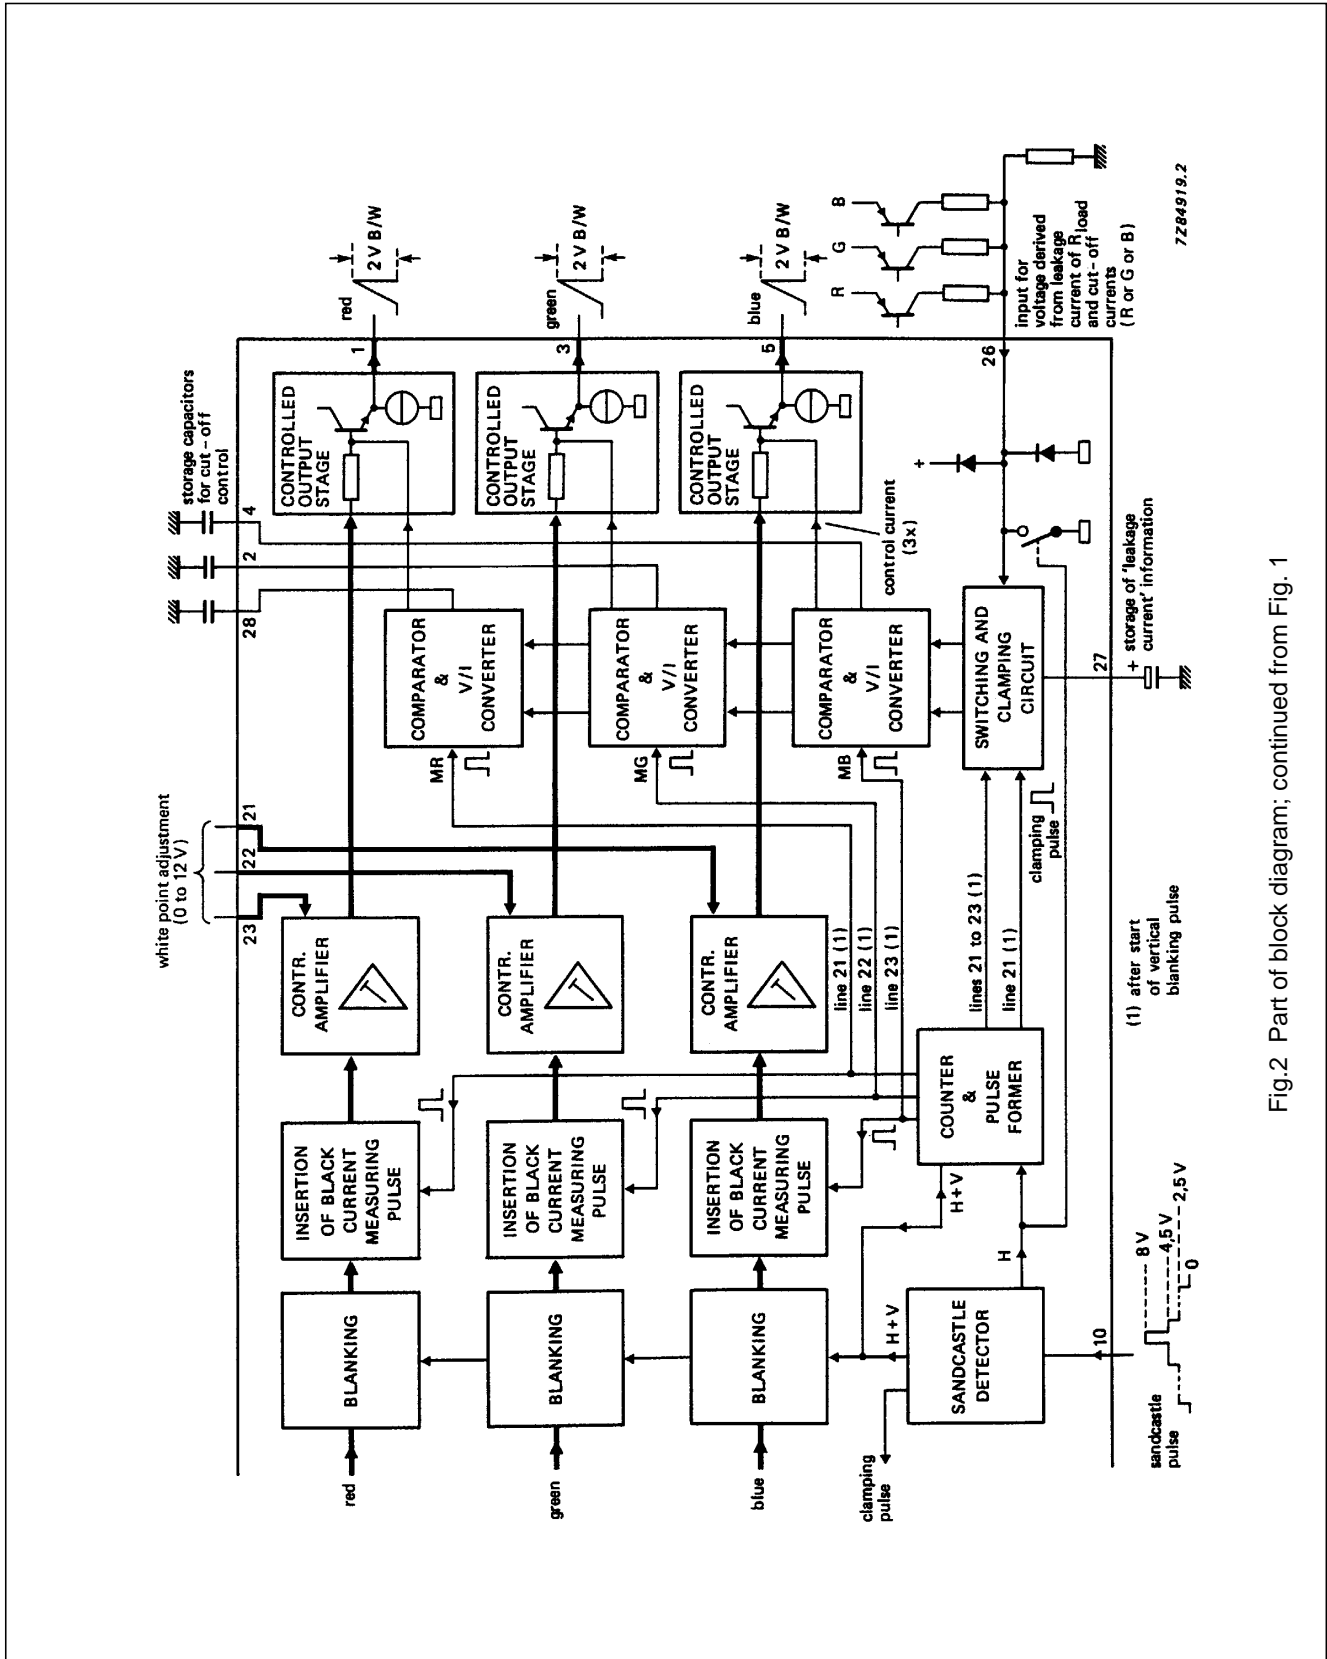 white point adjustment
(0 to 12 V)
23
22
21
storage capacitors
for cut-off
control
28
2
4
red
BLANKING
INSERTION
OF BLACK
CURRENT
MEASURING
PULSE
CONTR.
AMPLIFIER
CONTROLLED
OUTPUT
STAGE
1
red
2 V B/W
MR
COMPARATOR
&
V/I
CONVERTER
green
BLANKING
INSERTION
OF BLACK
CURRENT
MEASURING
PULSE
CONTR.
AMPLIFIER
CONTROLLED
OUTPUT
STAGE
3
green
2 V B/W
MG
COMPARATOR
&
V/I
CONVERTER
blue
BLANKING
INSERTION
OF BLACK
CURRENT
MEASURING
PULSE
CONTR.
AMPLIFIER
CONTROLLED
OUTPUT
STAGE
5
blue
2 V B/W
line 21 (1)
line 22 (1)
line 23 (1)
MB
COMPARATOR
&
V/I
CONVERTER
control current
(3x)
R
G
B
clamping
pulse
H+V
H+V
SANDCASTLE
DETECTOR
H
COUNTER
&
PULSE
FORMER
lines 21 to 23 (1)
line 21 (1)
clamping
pulse
SWITCHING AND
CLAMPING
CIRCUIT
+
26
input for
voltage derived
from leakage
current of Rload
and cut-off
currents
(R or G or B)
10
sandcastle
pulse
8 V
4,5 V
2,5 V
0
(1) after start
of vertical
blanking pulse
27
+ storage of 'leakage
current' information
7Z84919.2
Fig.2 Part of block diagram; continued from Fig. 1